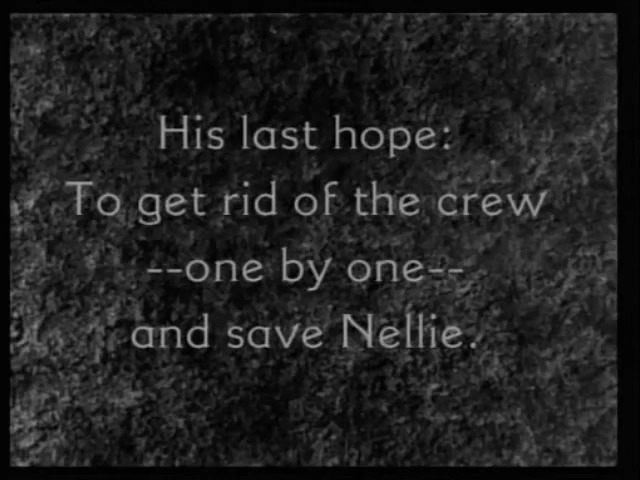 His last hope:
To get rid of the crew
--one by one--
and save Nellie.